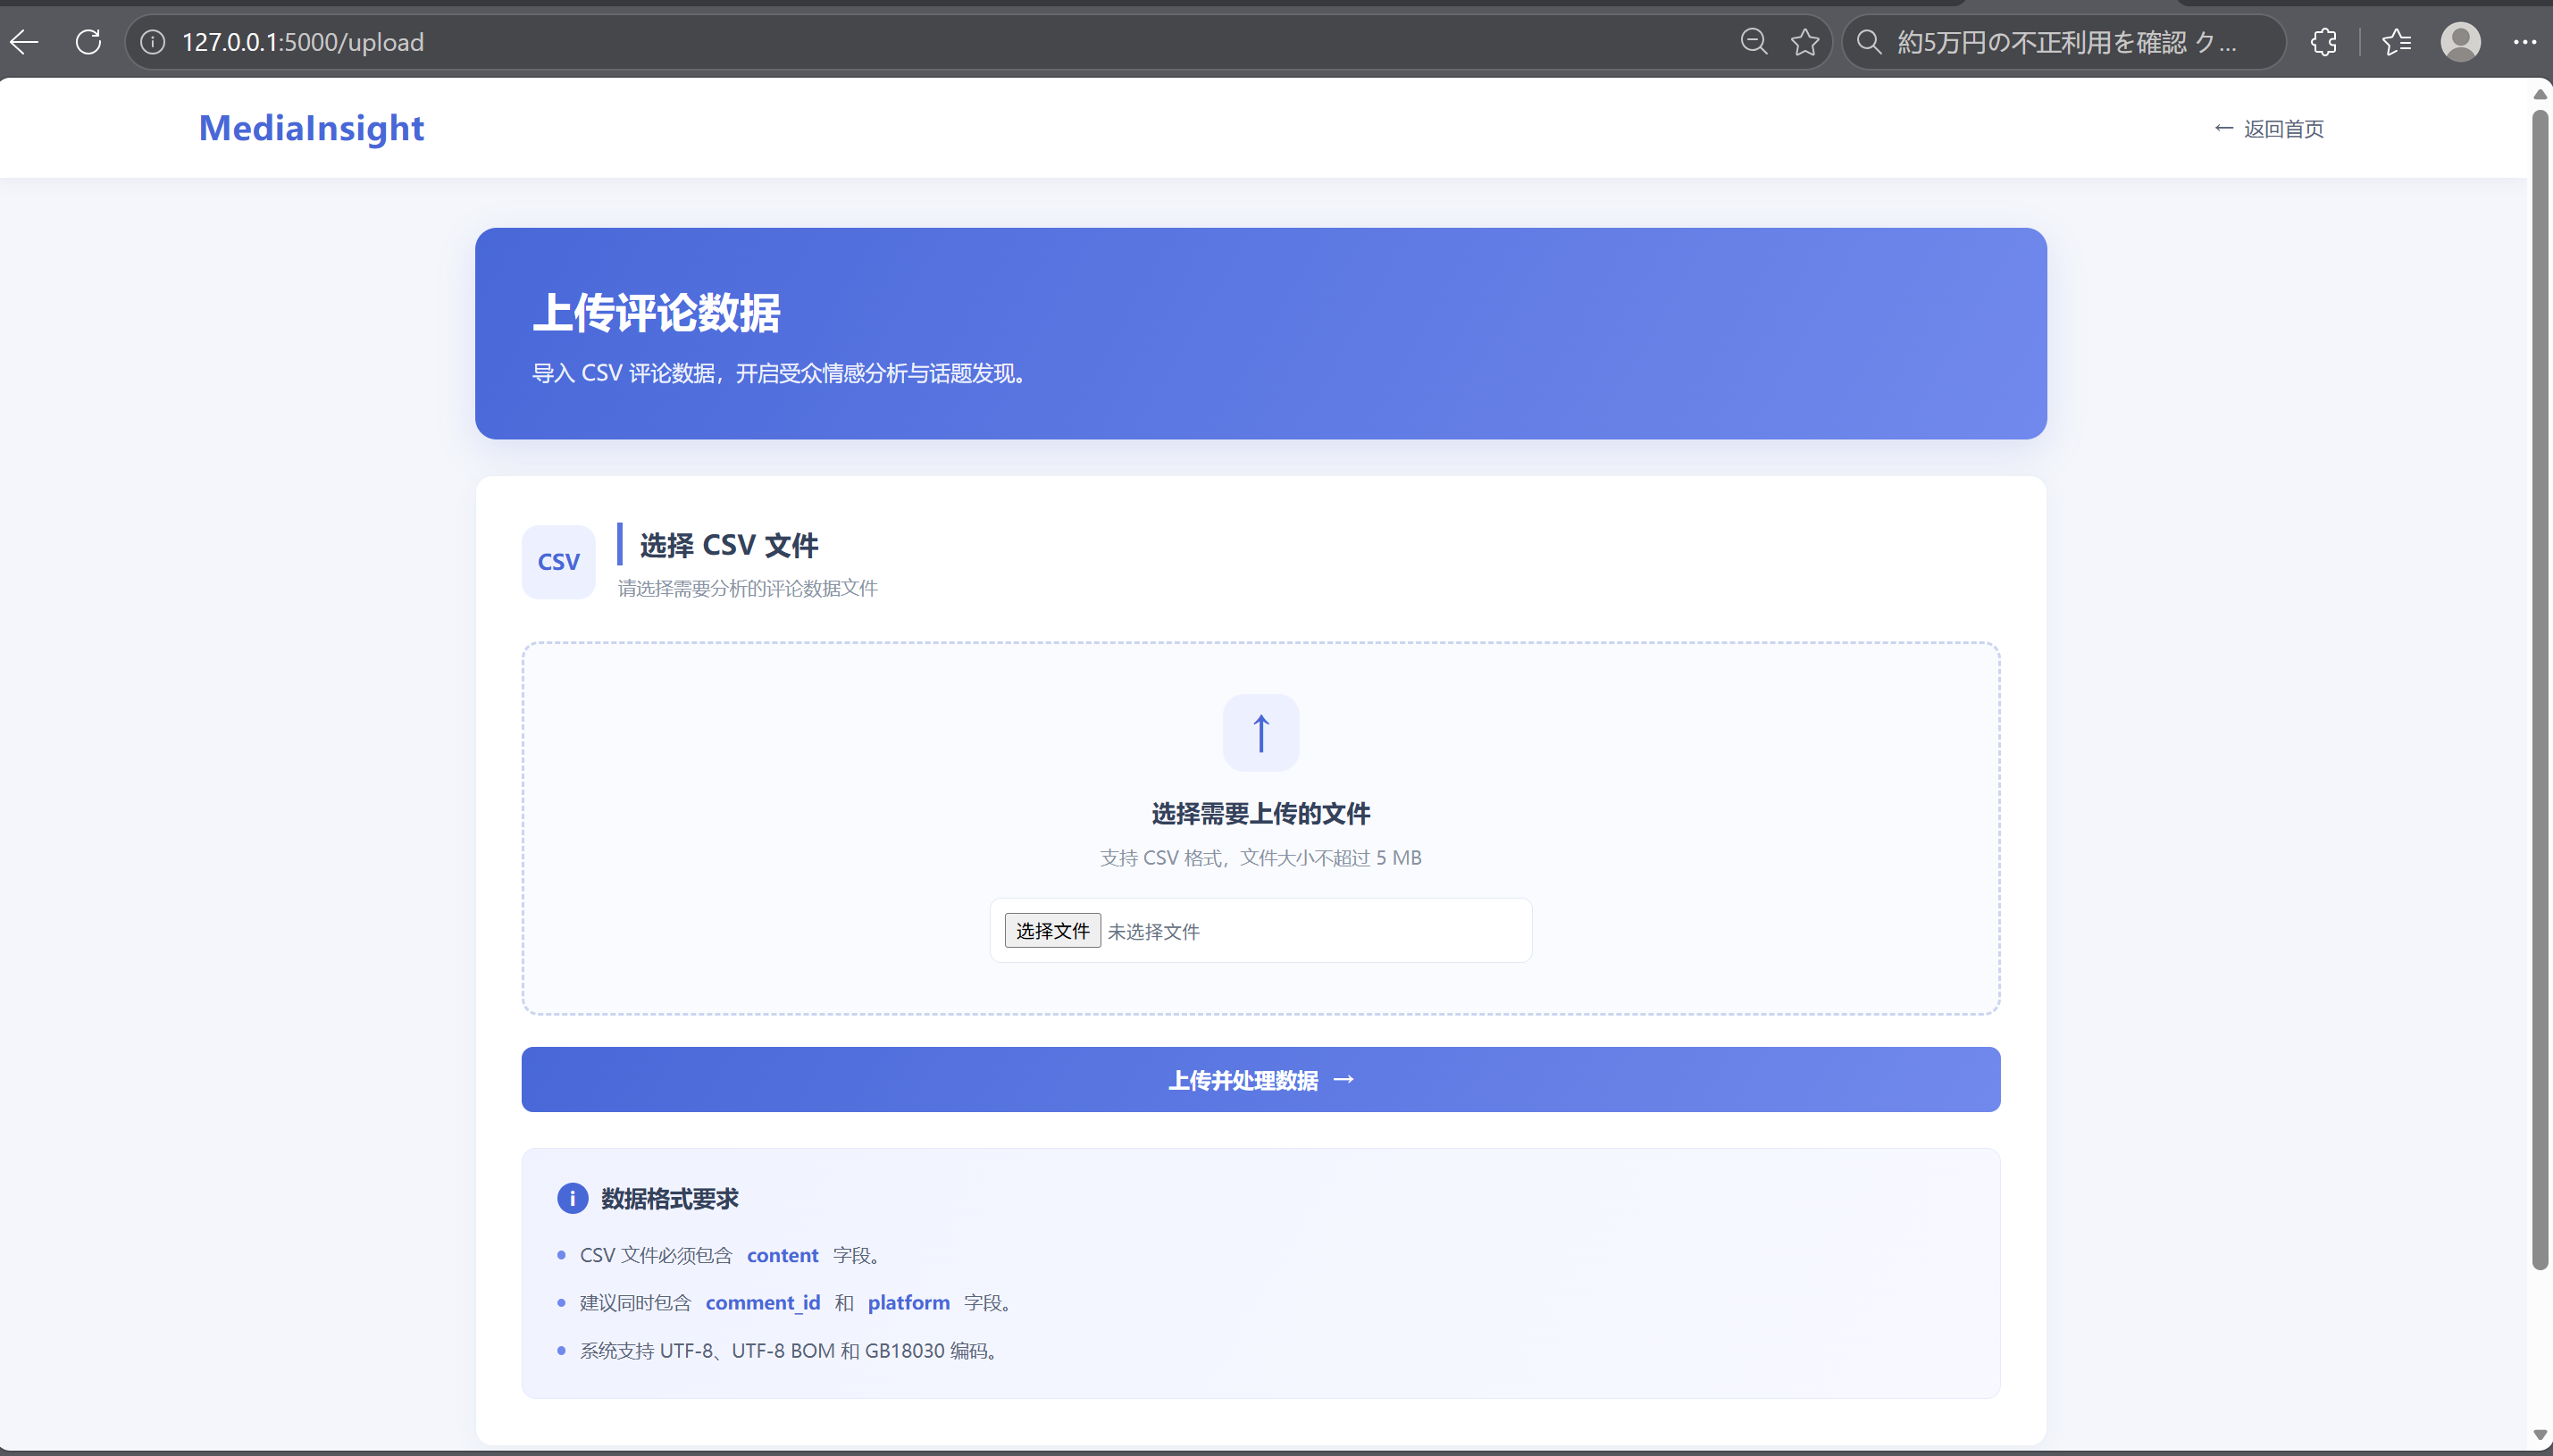 127.0.0.1:5000/upload
約5万円の不正利用を確認 ク...
MediaInsight
← 返回首页
上传评论数据
导入 CSV 评论数据，开启受众情感分析与话题发现。
CSV
选择 CSV 文件
请选择需要分析的评论数据文件
↑
选择需要上传的文件
支持 CSV 格式，文件大小不超过 5 MB
选择文件 未选择文件
上传并处理数据 →
i 数据格式要求
CSV 文件必须包含 content 字段。
建议同时包含 comment_id 和 platform 字段。
系统支持 UTF-8、UTF-8 BOM 和 GB18030 编码。